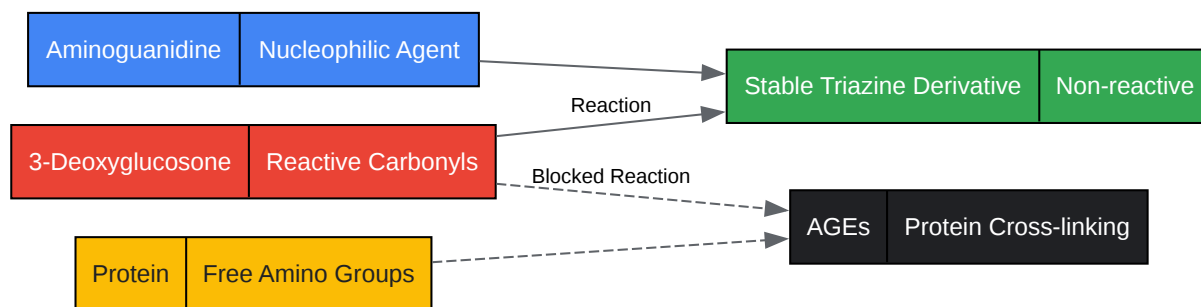 Aminoguanidine
Nucleophilic Agent
Stable Triazine Derivative
Non-reactive
Reaction
3-Deoxyglucosone
Reactive Carbonyls
Blocked Reaction
AGEs
Protein Cross-linking
Protein
Free Amino Groups